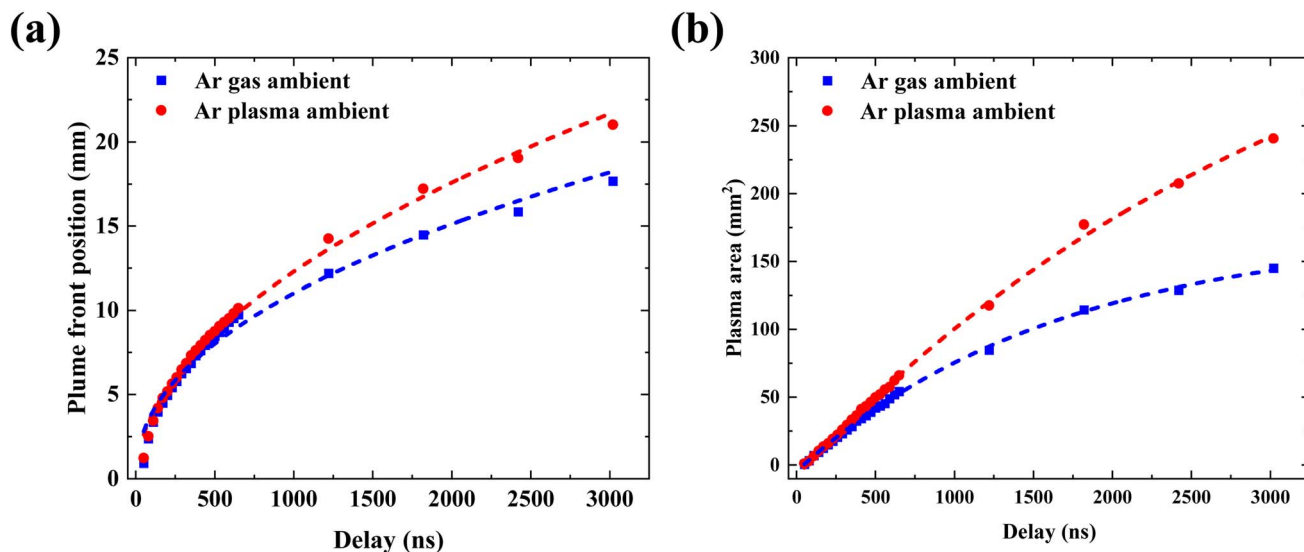 (a)
25
20
15
10
5
0
Plume front position (mm)
Ar gas ambient
Ar plasma ambient
0 500 1000 1500 2000 2500 3000
Delay (ns)
(b)
300
250
200
150
100
50
0
Plasma area (mm²)
Ar gas ambient
Ar plasma ambient
0 500 1000 1500 2000 2500 3000
Delay (ns)